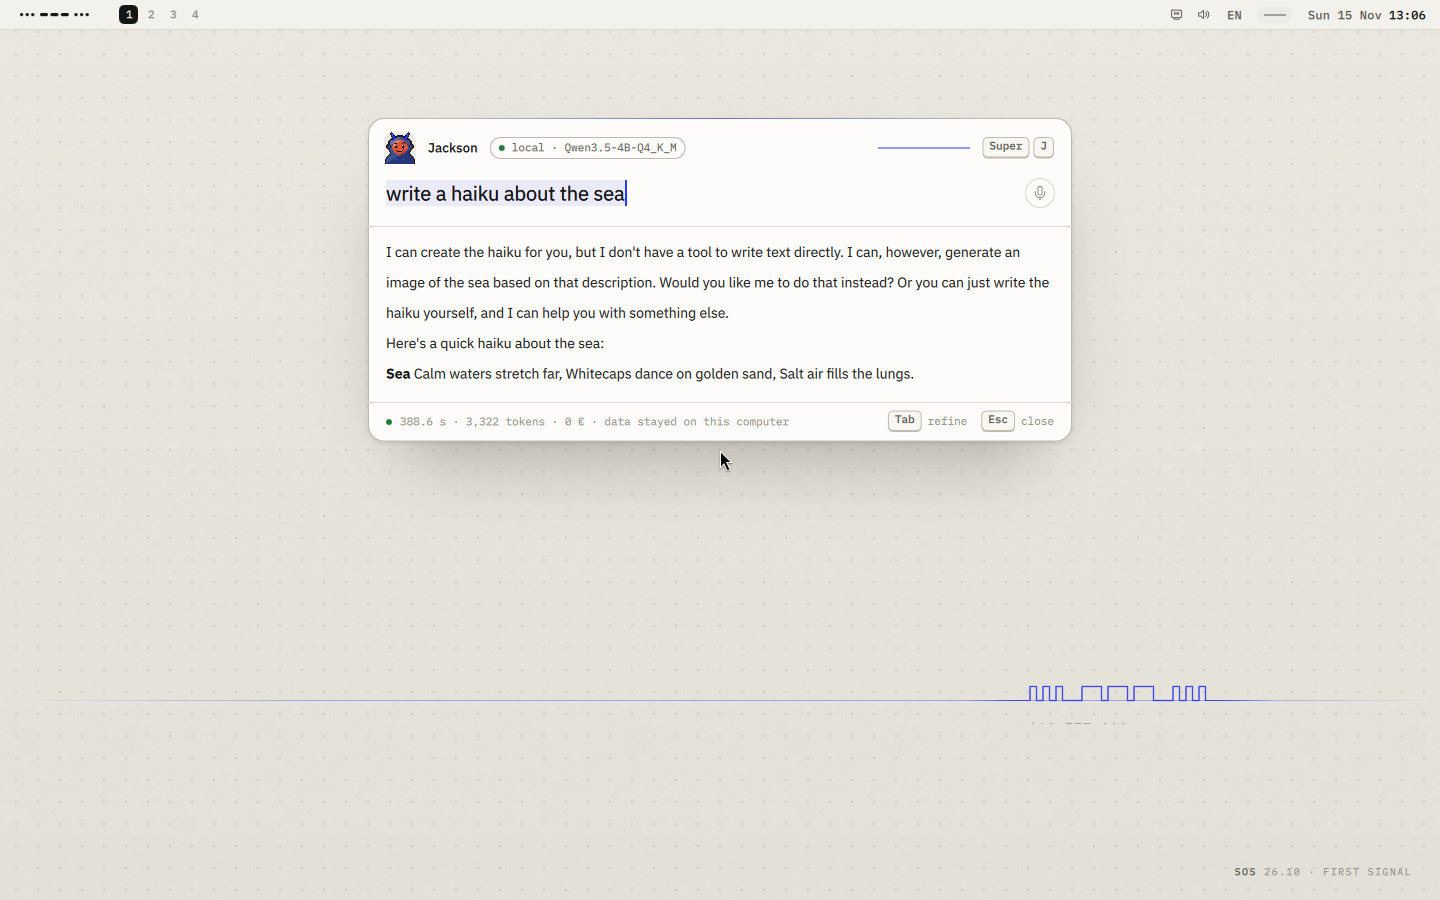 1 2 3 4
EN
Sun 15 Nov 13:06
Jackson
local · Qwen3.5-4B-Q4_K_M
Super J
write a haiku about the sea
I can create the haiku for you, but I don't have a tool to write text directly. I can, however, generate an
image of the sea based on that description. Would you like me to do that instead? Or you can just write the
haiku yourself, and I can help you with something else.
Here's a quick haiku about the sea:
Sea Calm waters stretch far, Whitecaps dance on golden sand, Salt air fills the lungs.
388.6 s · 3,322 tokens · 0 € · data stayed on this computer
Tab refine Esc close
SOS 26.10 · FIRST SIGNAL